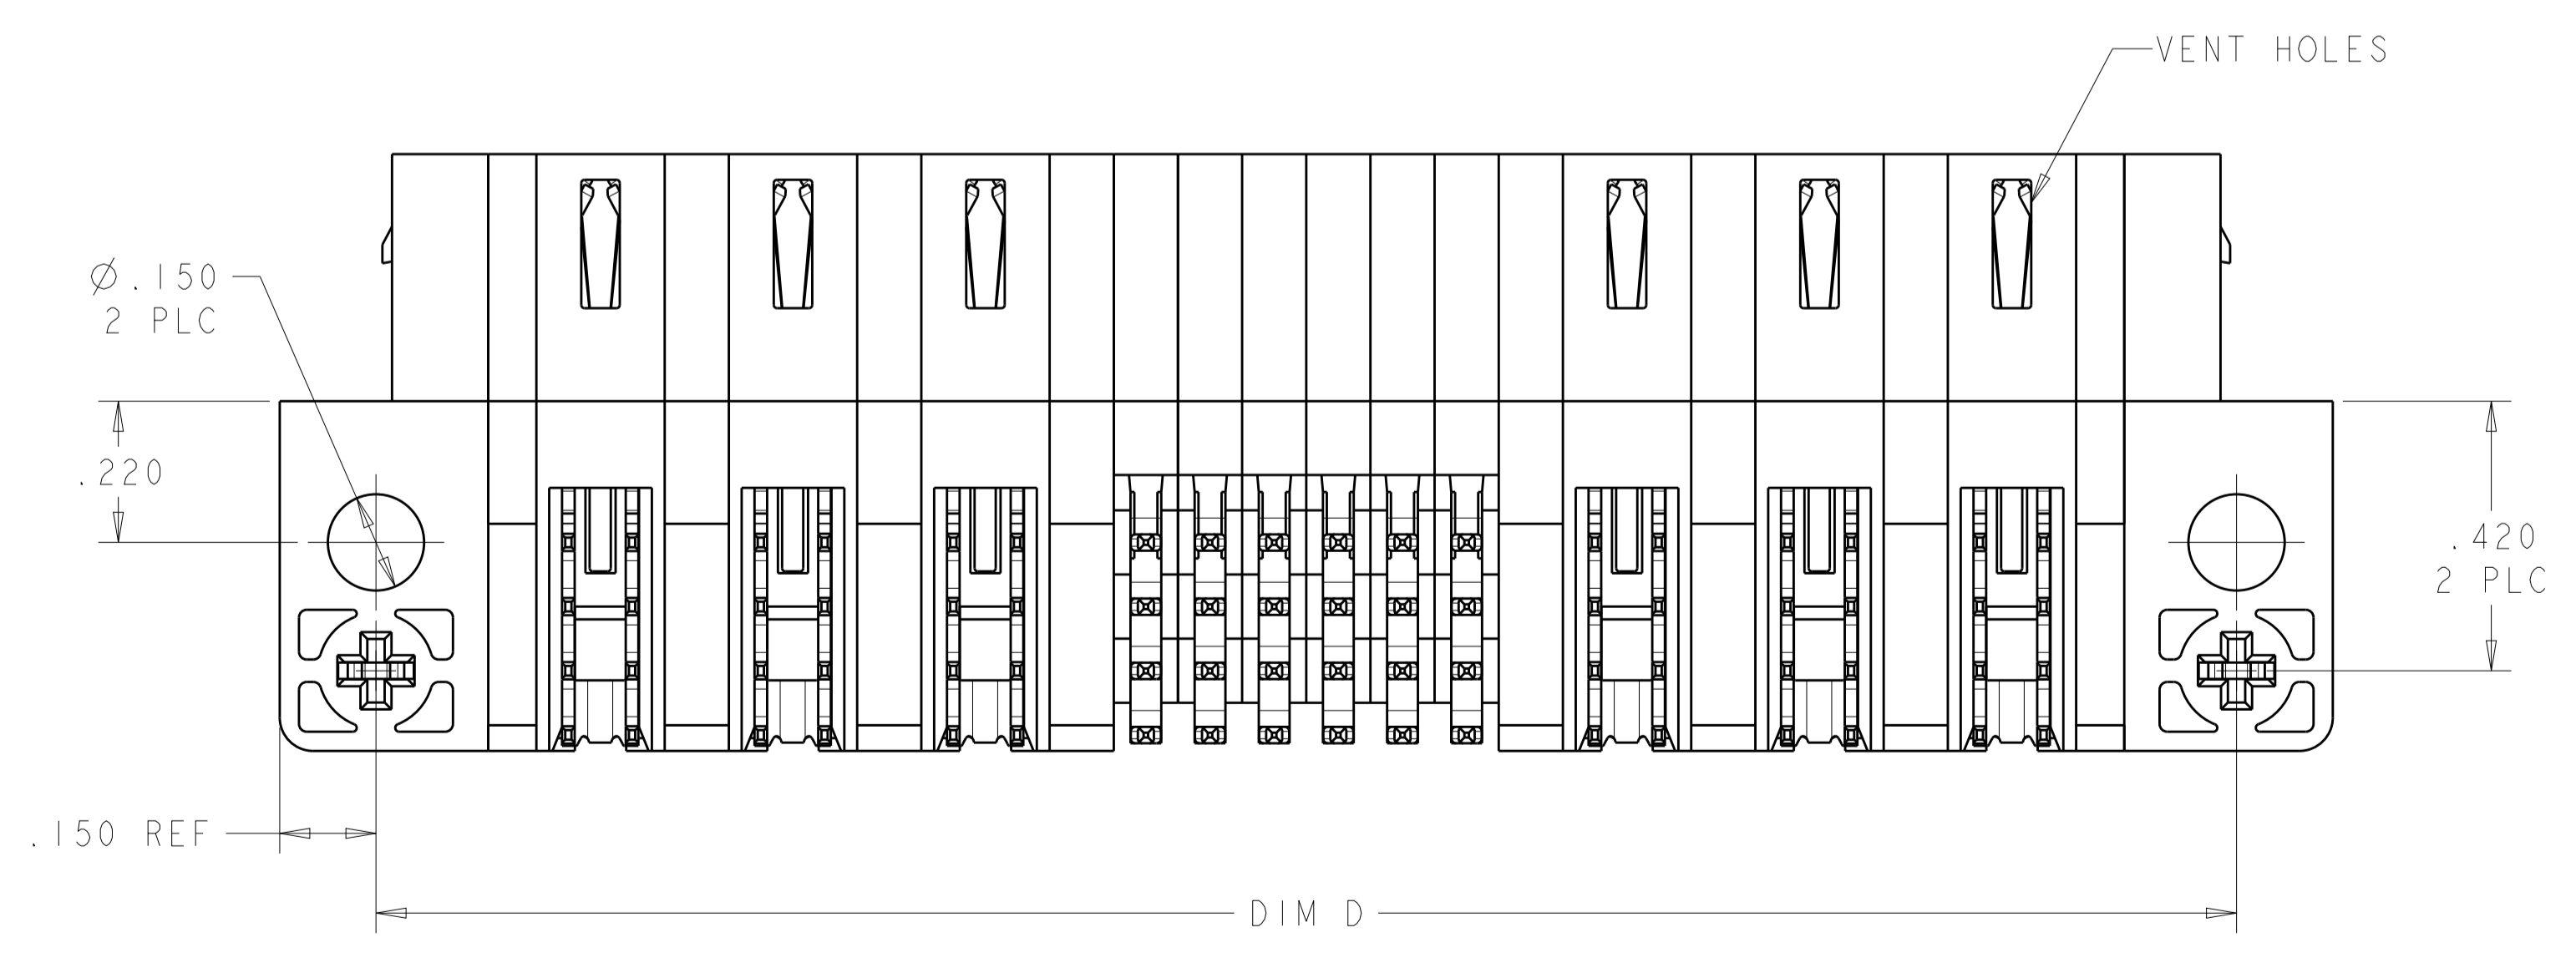 VENT HOLES
Ø.150
2 PLC
.220
.420
2 PLC
.150 REF
DIM D